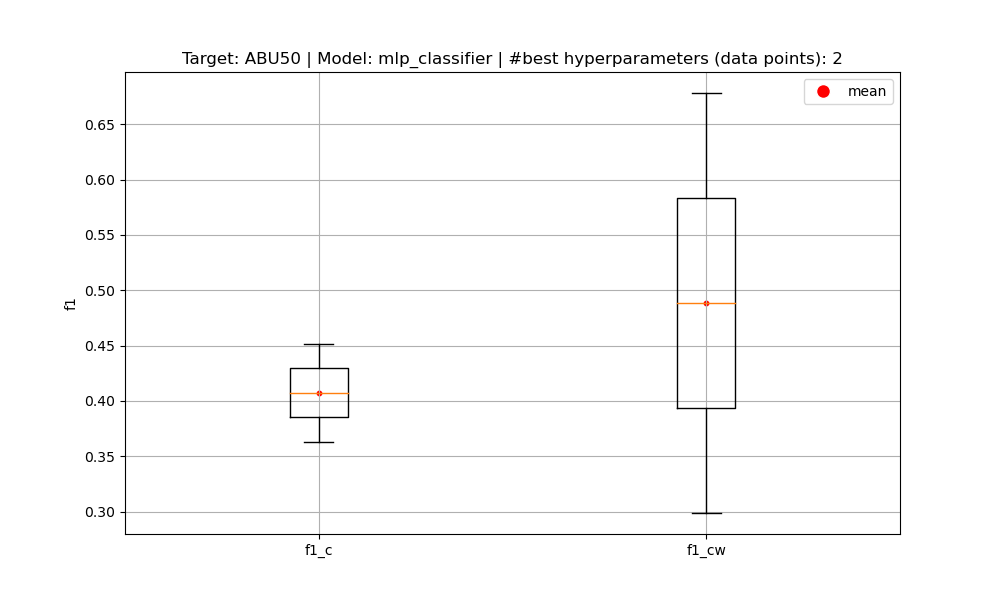 Target: ABU50 | Model: mlp_classifier | #best hyperparameters (data points): 2
mean
0.65
0.60
0.55
0.50
0.45
0.40
0.35
0.30
f1
f1_c
f1_cw